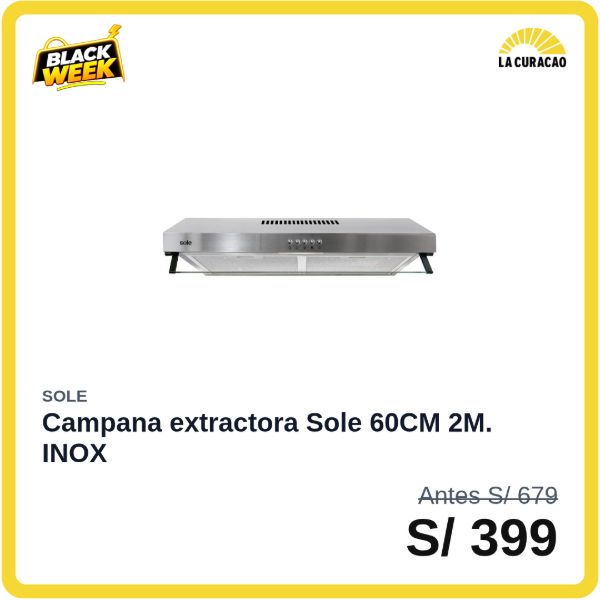 BLACK
WEEK
LA CURACAO
sole
SOLE
Campana extractora Sole 60CM 2M.
INOX
Antes S/ 679
S/ 399